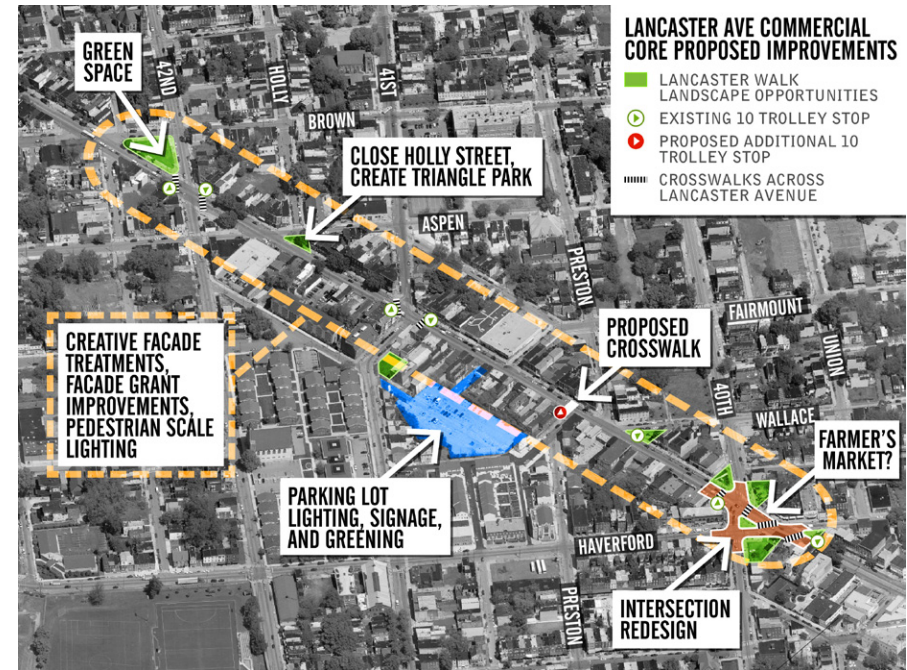 LANCASTER AVE COMMERCIAL
CORE PROPOSED IMPROVEMENTS
LANCASTER WALK
LANDSCAPE OPPORTUNITIES
EXISTING 10 TROLLEY STOP
PROPOSED ADDITIONAL 10
TROLLEY STOP
CROSSWALKS ACROSS
LANCASTER AVENUE
GREEN
SPACE
42ND
HOLLY
41ST
BROWN
CLOSE HOLLY STREET,
CREATE TRIANGLE PARK
ASPEN
PRESTON
FAIRMOUNT
UNION
PROPOSED
CROSSWALK
40TH
WALLACE
CREATIVE FACADE
TREATMENTS,
FACADE GRANT
IMPROVEMENTS,
PEDESTRIAN SCALE
LIGHTING
FARMER'S
MARKET?
PARKING LOT
LIGHTING, SIGNAGE,
AND GREENING
HAVERFORD
PRESTON
INTERSECTION
REDESIGN